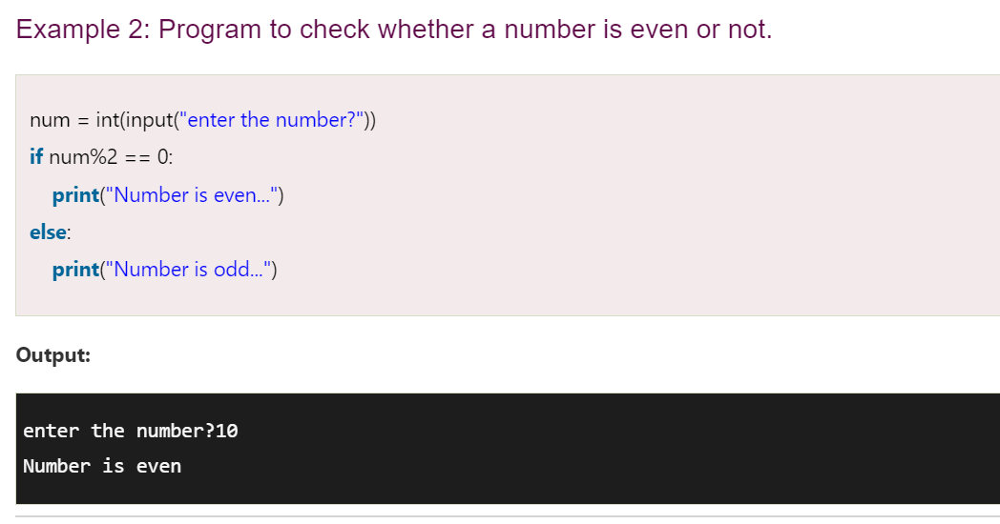 Example 2: Program to check whether a number is even or not.
num = int(input("enter the number?"))
if num%2 == 0:
    print("Number is even...")
else:
    print("Number is odd...")
Output:
enter the number?10
Number is even